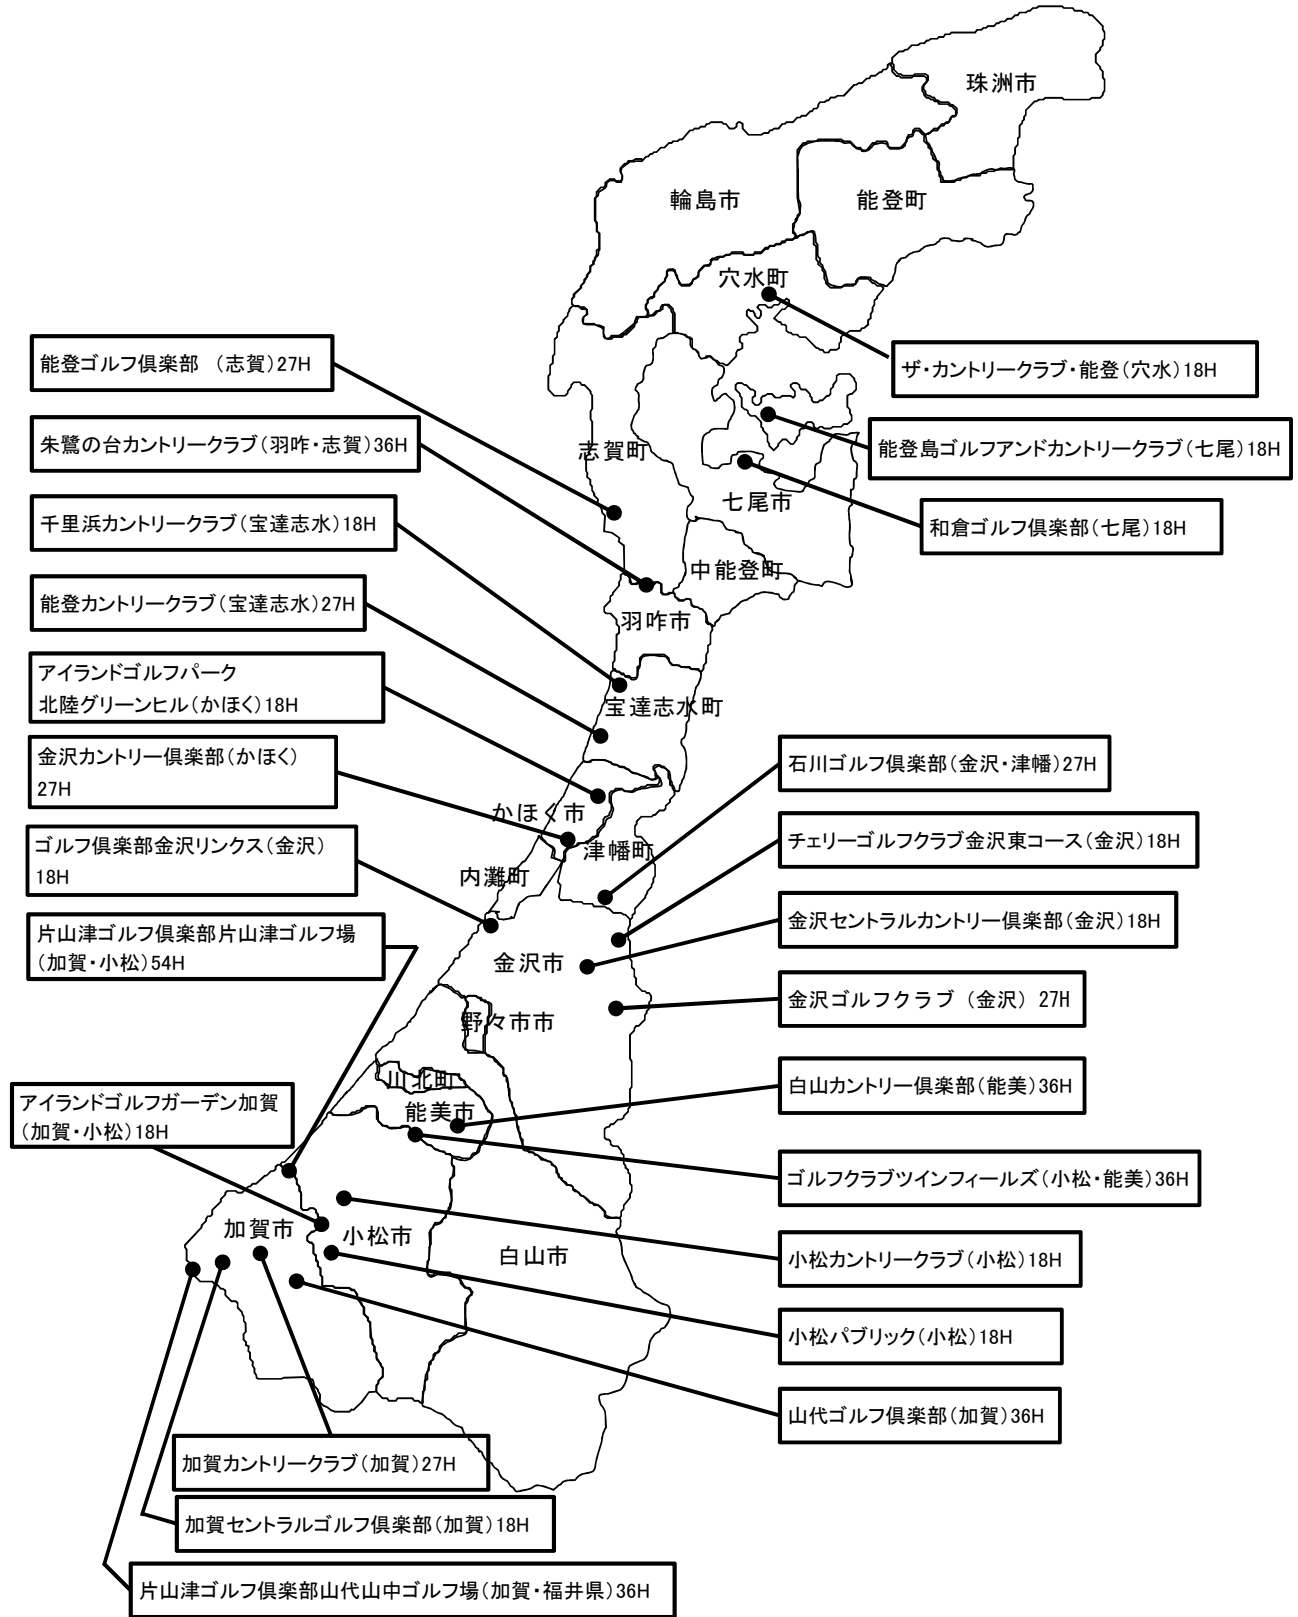 珠洲市
輪島市
能登町
穴水町
能登ゴルフ倶楽部 (志賀)27H
ザ・カントリークラブ・能登(穴水)18H
朱鷺の台カントリークラブ(羽咋・志賀)36H
志賀町
能登島ゴルフアンドカントリークラブ(七尾)18H
七尾市
千里浜カントリークラブ(宝達志水)18H
和倉ゴルフ倶楽部(七尾)18H
中能登町
能登カントリークラブ(宝達志水)27H
羽咋市
アイランドゴルフパーク
北陸グリーンヒル(かほく)18H
宝達志水町
金沢カントリー倶楽部(かほく)
27H
石川ゴルフ倶楽部(金沢・津幡)27H
かほく市
ゴルフ倶楽部金沢リンクス(金沢)
18H
津幡町
チェリーゴルフクラブ金沢東コース(金沢)18H
内灘町
片山津ゴルフ倶楽部片山津ゴルフ場
(加賀・小松)54H
金沢セントラルカントリー倶楽部(金沢)18H
金沢市
金沢ゴルフクラブ (金沢) 27H
野々市市
川北町
白山カントリー倶楽部(能美)36H
アイランドゴルフガーデン加賀
(加賀・小松)18H
能美市
ゴルフクラブツインフィールズ(小松・能美)36H
加賀市
小松市
白山市
小松カントリークラブ(小松)18H
小松パブリック(小松)18H
山代ゴルフ倶楽部(加賀)36H
加賀カントリークラブ(加賀)27H
加賀セントラルゴルフ倶楽部(加賀)18H
片山津ゴルフ倶楽部山代山中ゴルフ場(加賀・福井県)36H